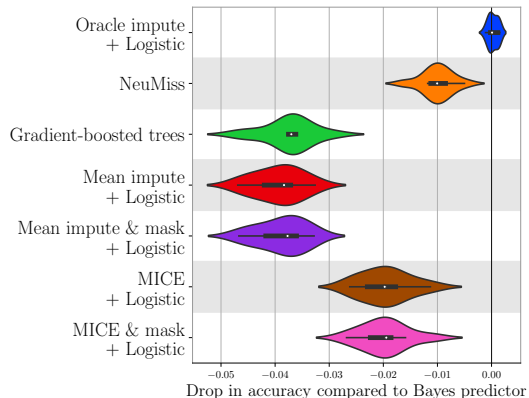 Oracle impute
+ Logistic
NeuMiss
Gradient-boosted trees
Mean impute
+ Logistic
Mean impute & mask
+ Logistic
MICE
+ Logistic
MICE & mask
+ Logistic
−0.05 −0.04 −0.03 −0.02 −0.01 0.00
Drop in accuracy compared to Bayes predictor